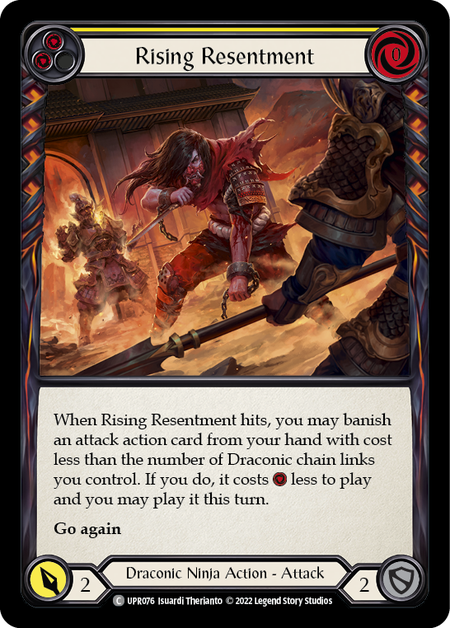 Rising Resentment
0
When Rising Resentment hits, you may banish
an attack action card from your hand with cost
less than the number of Draconic chain links
you control. If you do, it costs less to play
and you may play it this turn.
Go again
2
Draconic Ninja Action - Attack
2
C UPR076 Isuardi Therianto © 2022 Legend Story Studios